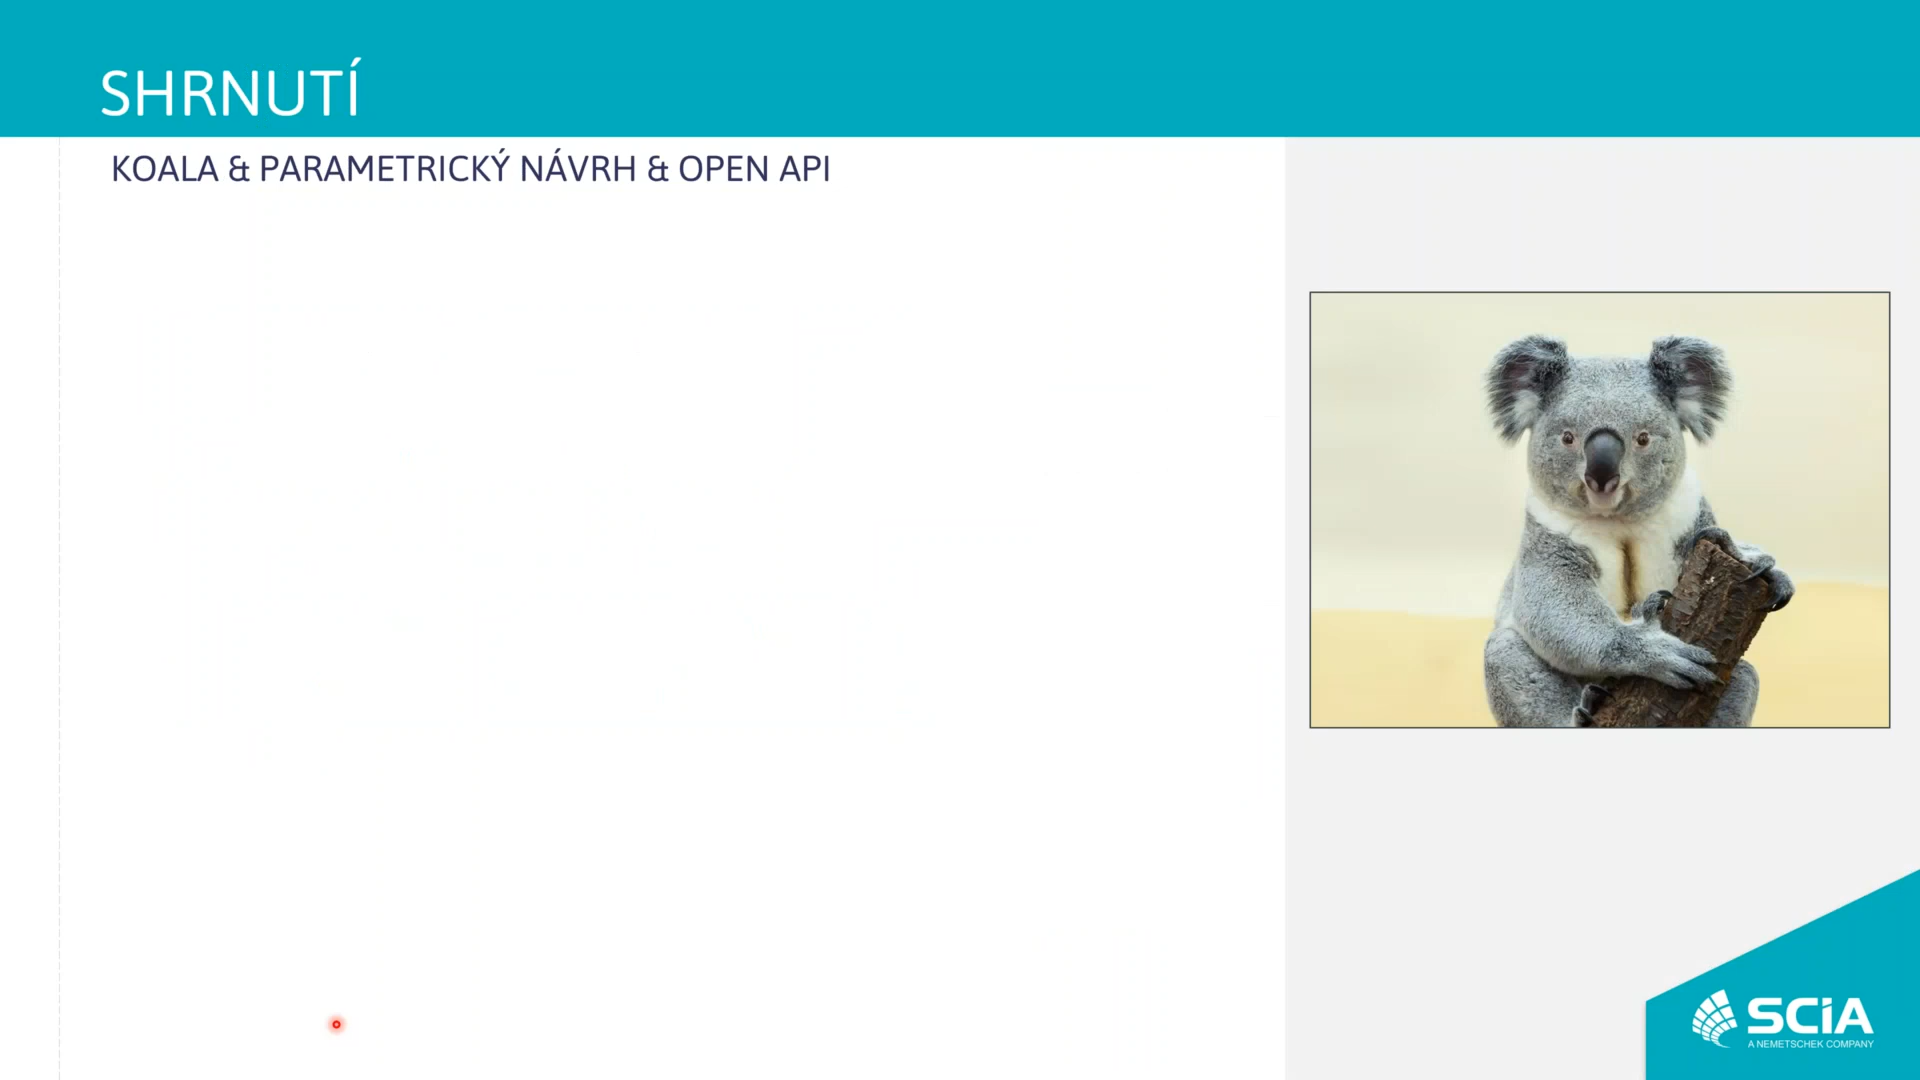 SHRNUTÍ
KOALA & PARAMETRICKÝ NÁVRH & OPEN API
SCIA
A NEMETSCHEK COMPANY